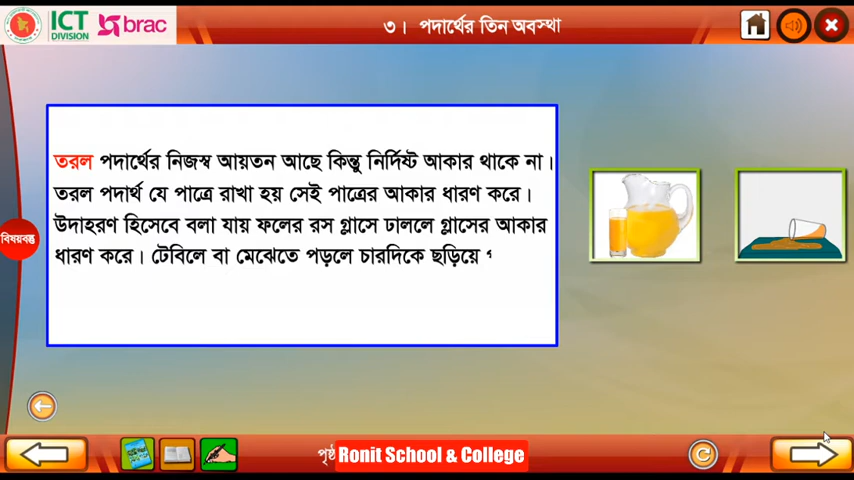 ICT
DIVISION
brac
৩। পদার্থের তিন অবস্থা
তরল পদার্থের নিজস্ব আয়তন আছে কিন্তু নির্দিষ্ট আকার থাকে না।
তরল পদার্থ যে পাত্রে রাখা হয় সেই পাত্রের আকার ধারণ করে।
উদাহরণ হিসেবে বলা যায় ফলের রস গ্লাসে ঢাললে গ্লাসের আকার
ধারণ করে। টেবিলে বা মেঝেতে পড়লে চারদিকে ছড়িয়ে
বিষয়বস্তু
Ronit School & College